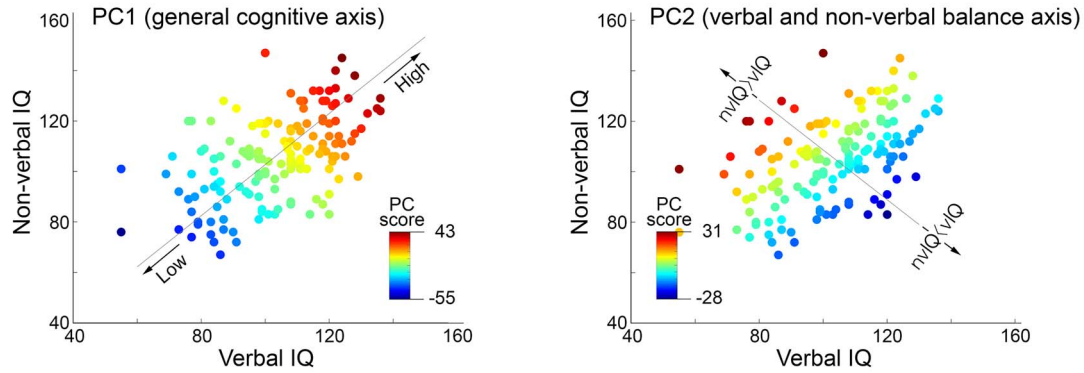 PC1 (general cognitive axis)
160
120
80
40
Non-verbal IQ
High
Low
PC
score
43
-55
40
80
120
160
Verbal IQ
PC2 (verbal and non-verbal balance axis)
160
120
80
40
Non-verbal IQ
nvIQ>vIQ
nvIQ<vIQ
PC
score
31
-28
40
80
120
160
Verbal IQ